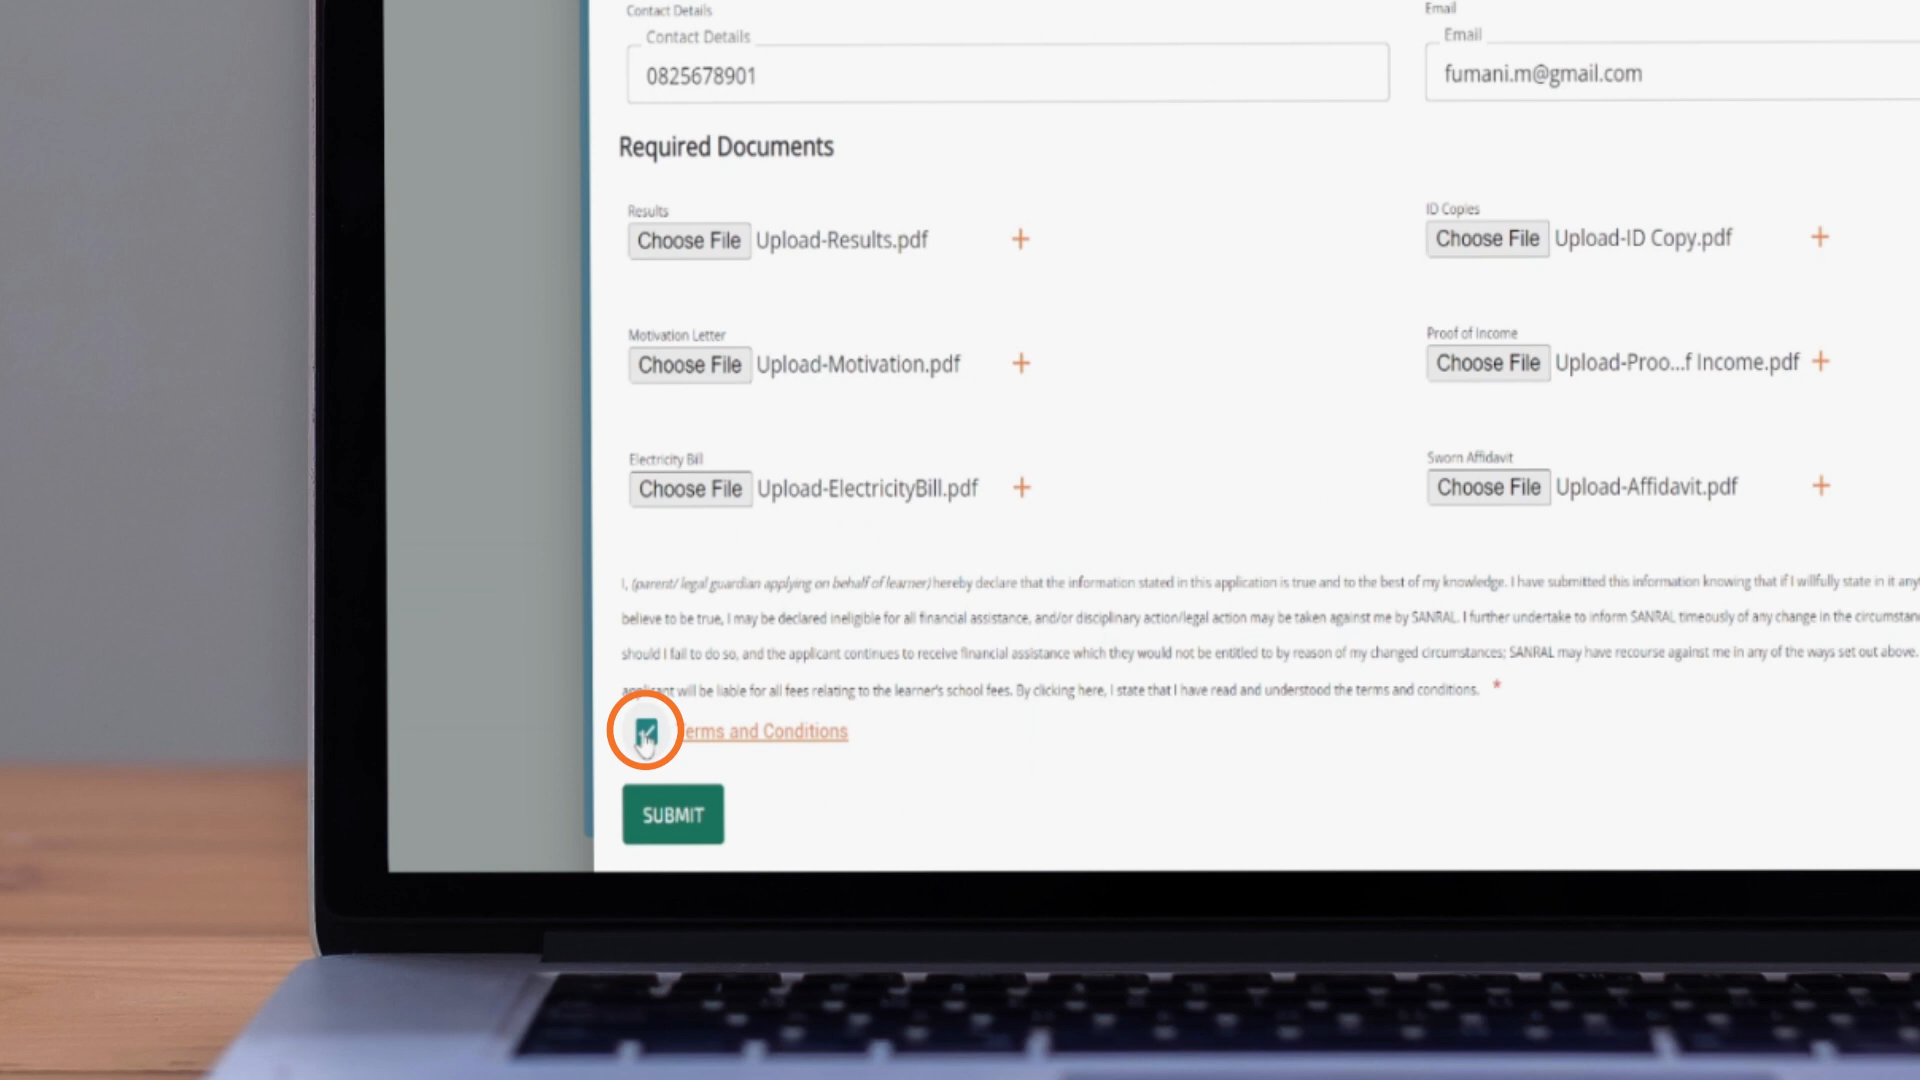 Contact Details
Email
Contact Details
Email
0825678901
fumani.m@gmail.com
Required Documents
Results
ID Copies
Choose File Upload-Results.pdf +
Choose File Upload-ID Copy.pdf +
Motivation Letter
Proof of Income
Choose File Upload-Motivation.pdf +
Choose File Upload-Proo...f Income.pdf +
Electricity Bill
Sworn Affidavit
Choose File Upload-ElectricityBill.pdf +
Choose File Upload-Affidavit.pdf +
I, (parent/ legal guardian applying on behalf of learner) hereby declare that the information stated in this application is true and to the best of my knowledge. I have submitted this information knowing that if I willfully state in it any
believe to be true, I may be declared ineligible for all financial assistance, and/or disciplinary action/legal action may be taken against me by SANRAL. I further undertake to inform SANRAL timeously of any change in the circumstan
should I fail to do so, and the applicant continues to receive financial assistance which they would not be entitled to by reason of my changed circumstances; SANRAL may have recourse against me in any of the ways set out above.
applicant will be liable for all fees relating to the learner's school fees. By clicking here, I state that I have read and understood the terms and conditions. *
erms and Conditions
SUBMIT